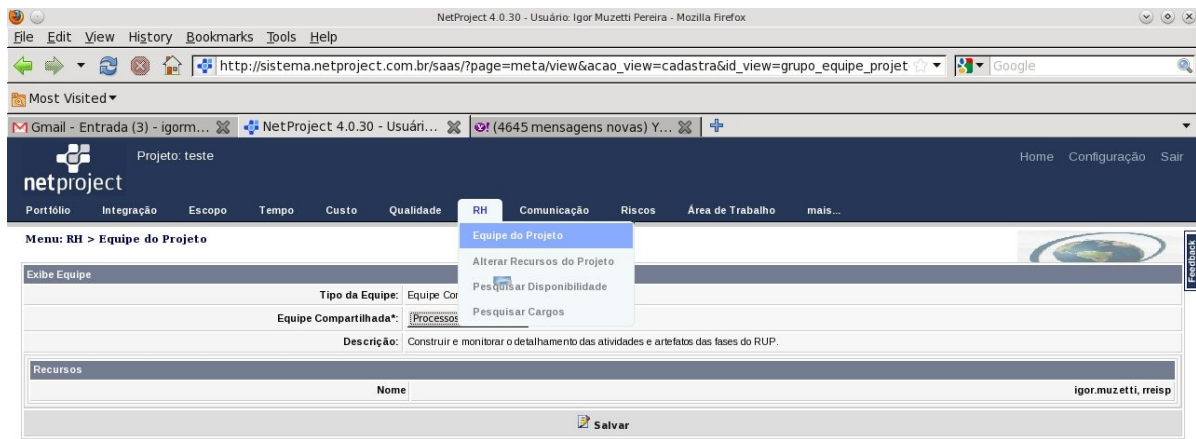 NetProject 4.0.30 - Usuário: Igor Muzetti Pereira - Mozilla Firefox
File Edit View History Bookmarks Tools Help
http://sistema.netproject.com.br/saas/?page=meta/view&acao_view=cadastra&id_view=grupo_equipe_projet Google
Most Visited
Gmail - Entrada (3) - igorm... NetProject 4.0.30 - Usuári... (4645 mensagens novas) Y...
netproject Projeto: teste Home Configuração Sair
Portfólio Integração Escopo Tempo Custo Qualidade RH Comunicação Riscos Área de Trabalho mais...
Menu: RH > Equipe do Projeto
Equipe do Projeto
Alterar Recursos do Projeto
Pesquisar Disponibilidade
Pesquisar Cargos
Feedback
Exibe Equipe
Tipo da Equipe: Equipe Com
Equipe Compartilhada*: Processos
Descrição: Construir e monitorar o detalhamento das atividades e artefatos das fases do RUP.
Recursos
Nome igor.muzetti, rreisp
Salvar